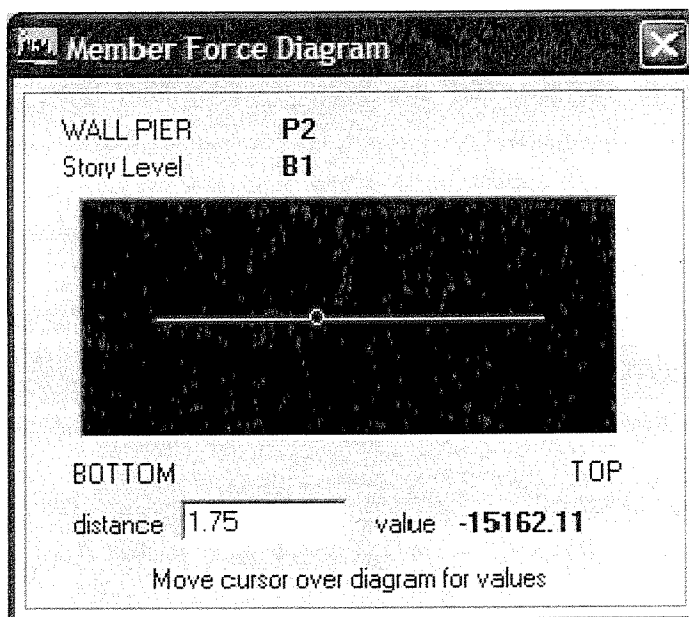 Member Force Diagram
WALL PIER P2
Story Level B1
BOTTOM TOP
distance 1.75 value -15162.11
Move cursor over diagram for values